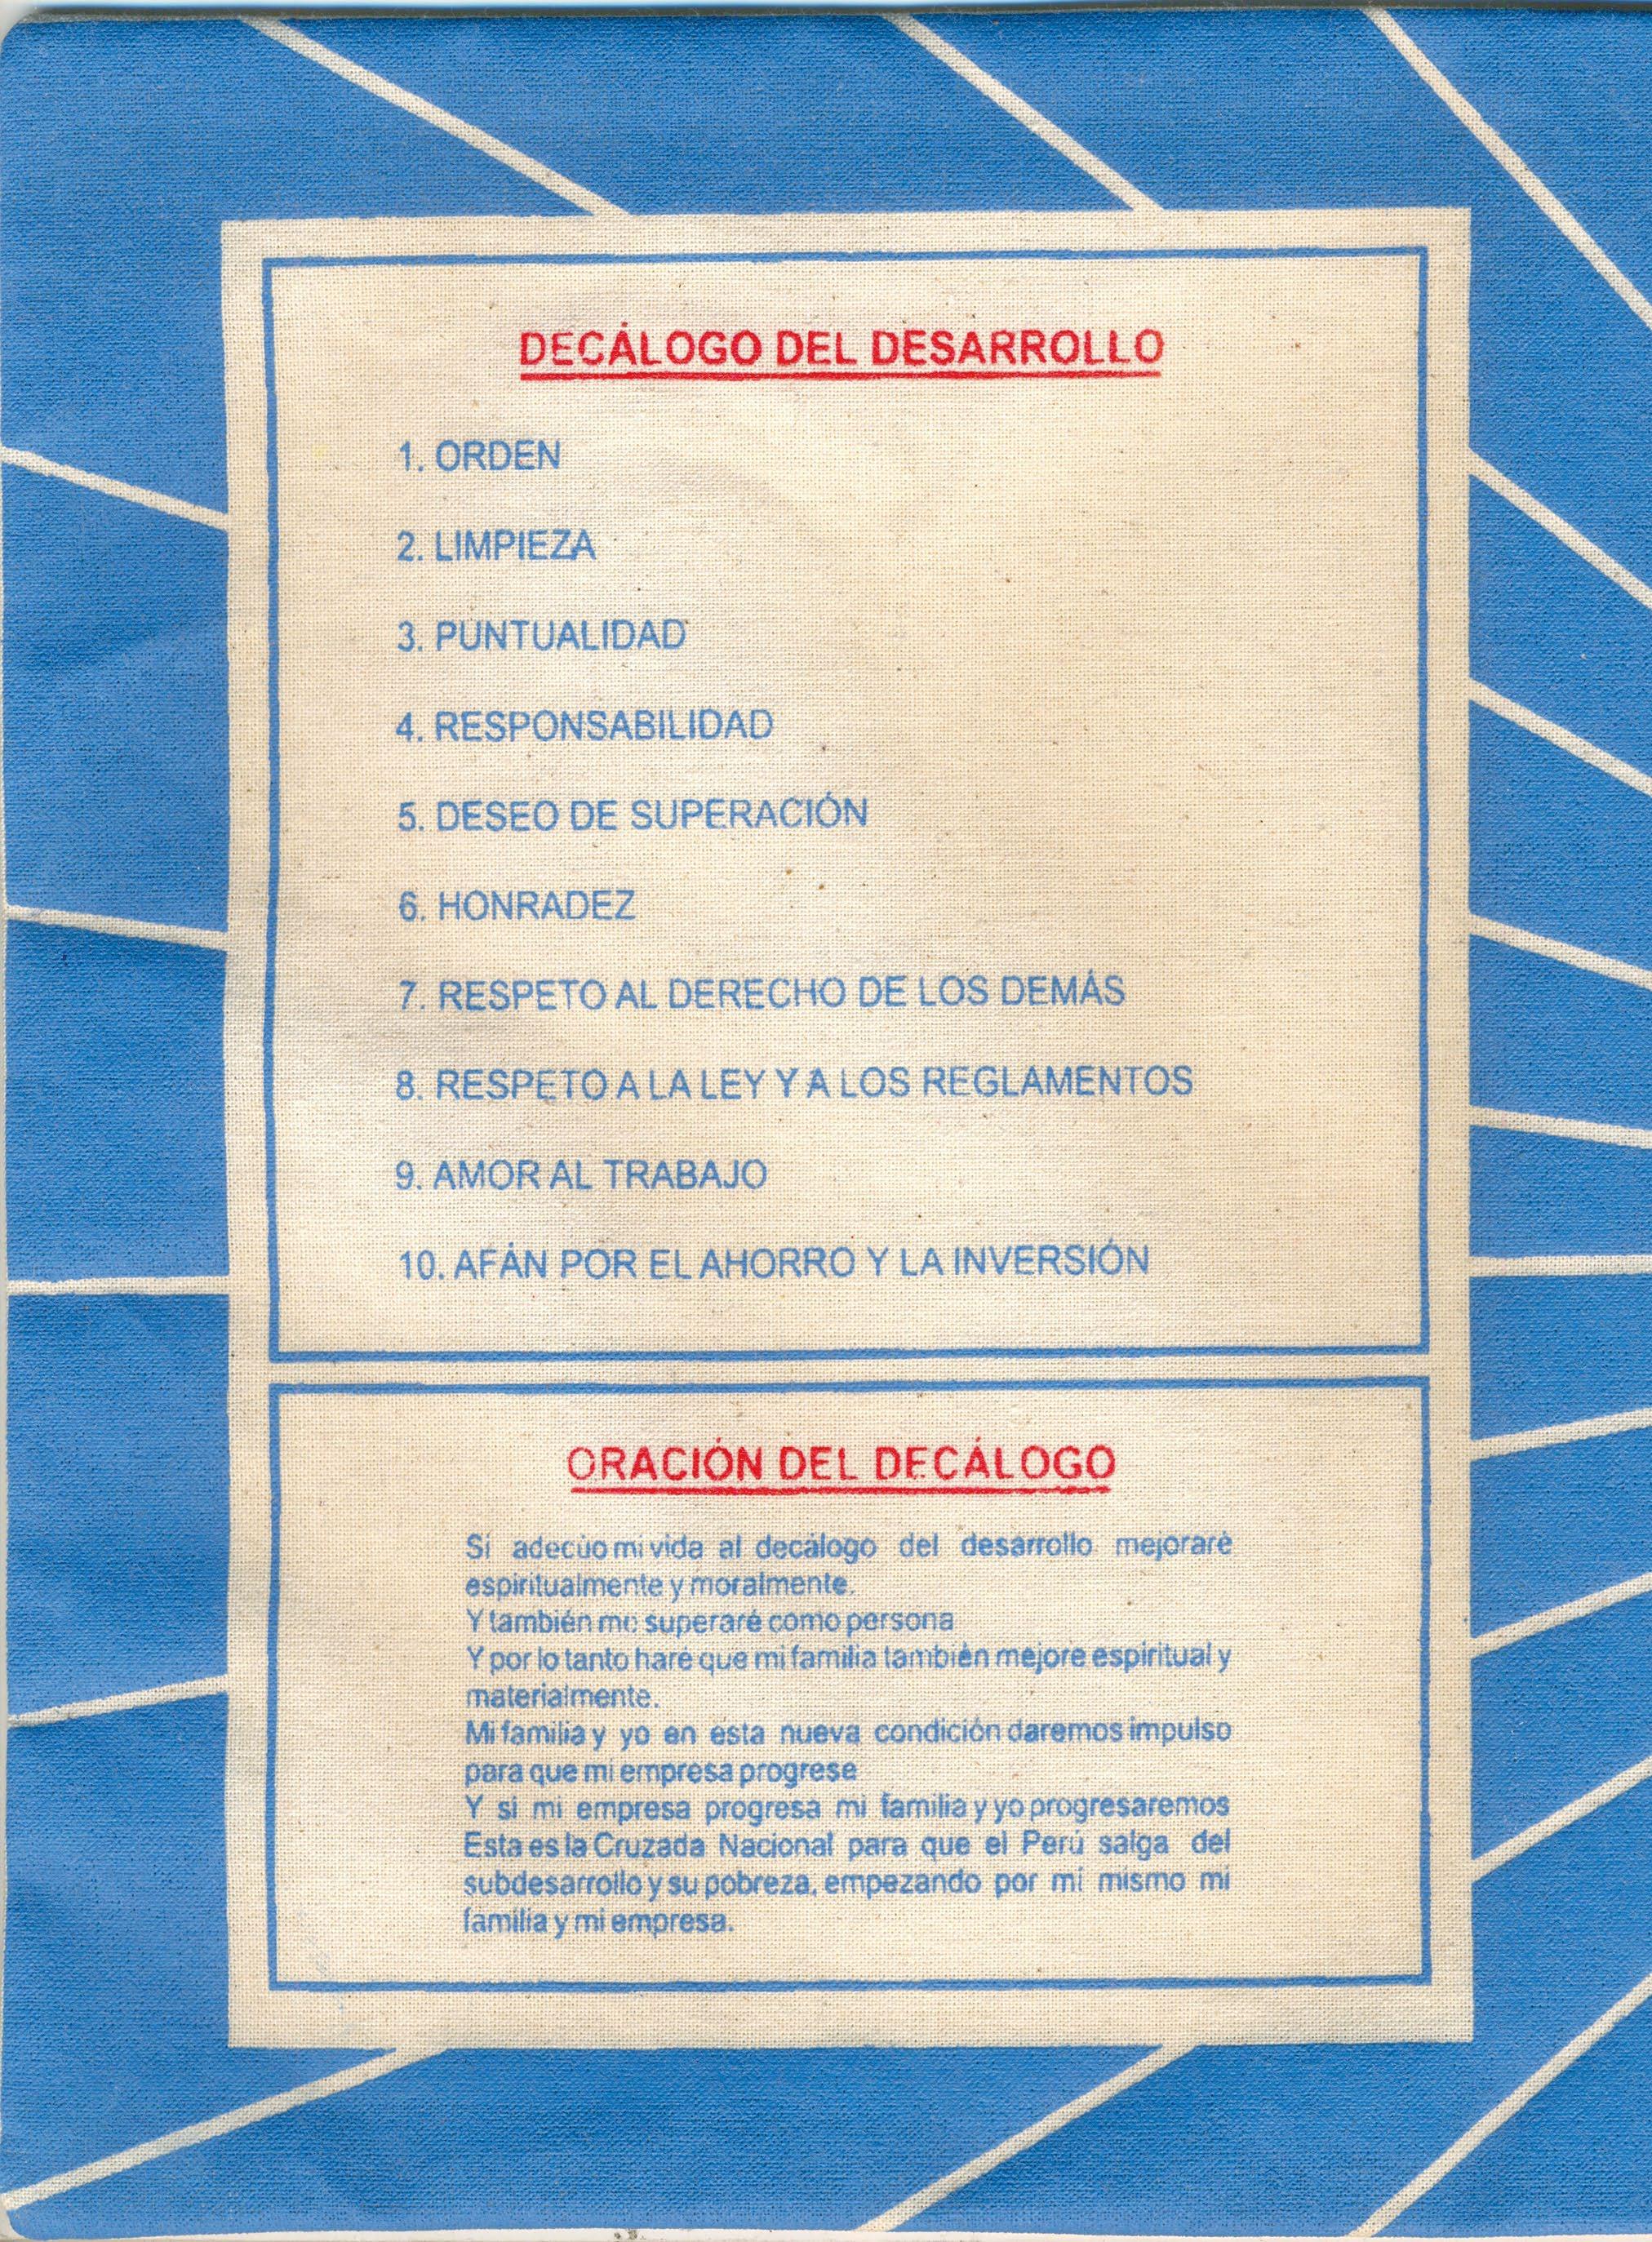 DECÁLOGO DEL DESARROLLO
1. ORDEN
2. LIMPIEZA
3. PUNTUALIDAD
4. RESPONSABILIDAD
5. DESEO DE SUPERACIÓN
6. HONRADEZ
7. RESPETO AL DERECHO DE LOS DEMÁS
8. RESPETO A LA LEY Y A LOS REGLAMENTOS
9. AMOR AL TRABAJO
10. AFÁN POR EL AHORRO Y LA INVERSIÓN
ORACIÓN DEL DECÁLOGO
Si adecúo mi vida al decálogo del desarrollo mejoraré
espiritualmente y moralmente.
Y también me superaré como persona
Y por lo tanto haré que mi familia también mejore espiritual y
materialmente.
Mi familia y yo en esta nueva condición daremos impulso
para que mi empresa progrese
Y si mi empresa progresa mi familia y yo progresaremos
Esta es la Cruzada Nacional para que el Perú salga del
subdesarrollo y su pobreza, empezando por mí mismo mi
familia y mi empresa.